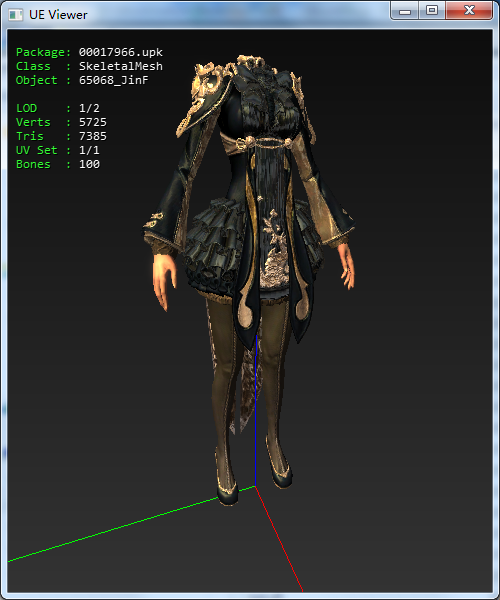 UE Viewer
Package: 00017966.upk
Class  : SkeletalMesh
Object : 65068_JinF
LOD    : 1/2
Verts  : 5725
Tris   : 7385
UV Set : 1/1
Bones  : 100